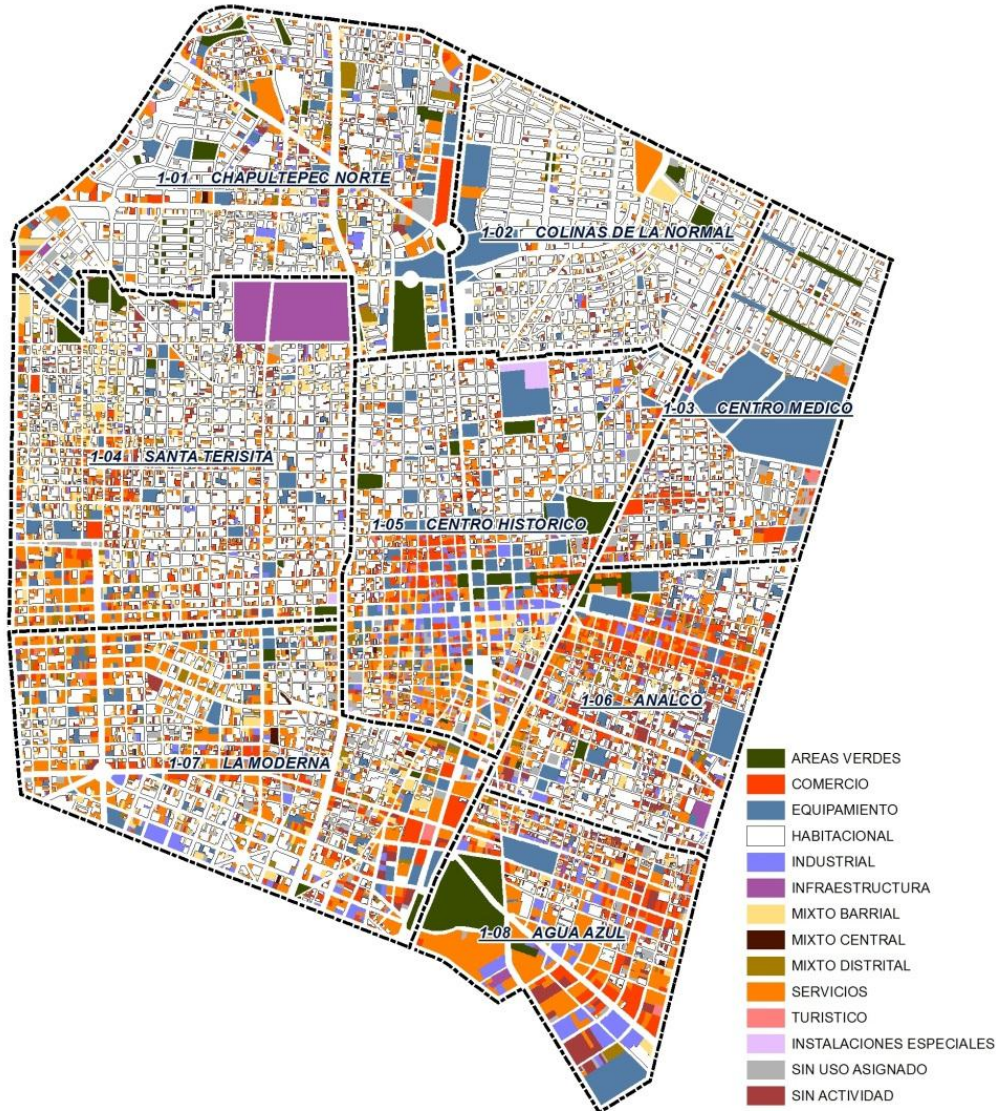 1-01 CHAPULTEPEC NORTE
1-02 COLINAS DE LA NORMAL
1-03 CENTRO MEDICO
1-04 SANTA TERISITA
1-05 CENTRO HISTORICO
1-06 ANALCO
1-07 LA MODERNA
1-08 AGUA AZUL
AREAS VERDES
COMERCIO
EQUIPAMIENTO
HABITACIONAL
INDUSTRIAL
INFRAESTRUCTURA
MIXTO BARRIAL
MIXTO CENTRAL
MIXTO DISTRITAL
SERVICIOS
TURISTICO
INSTALACIONES ESPECIALES
SIN USO ASIGNADO
SIN ACTIVIDAD